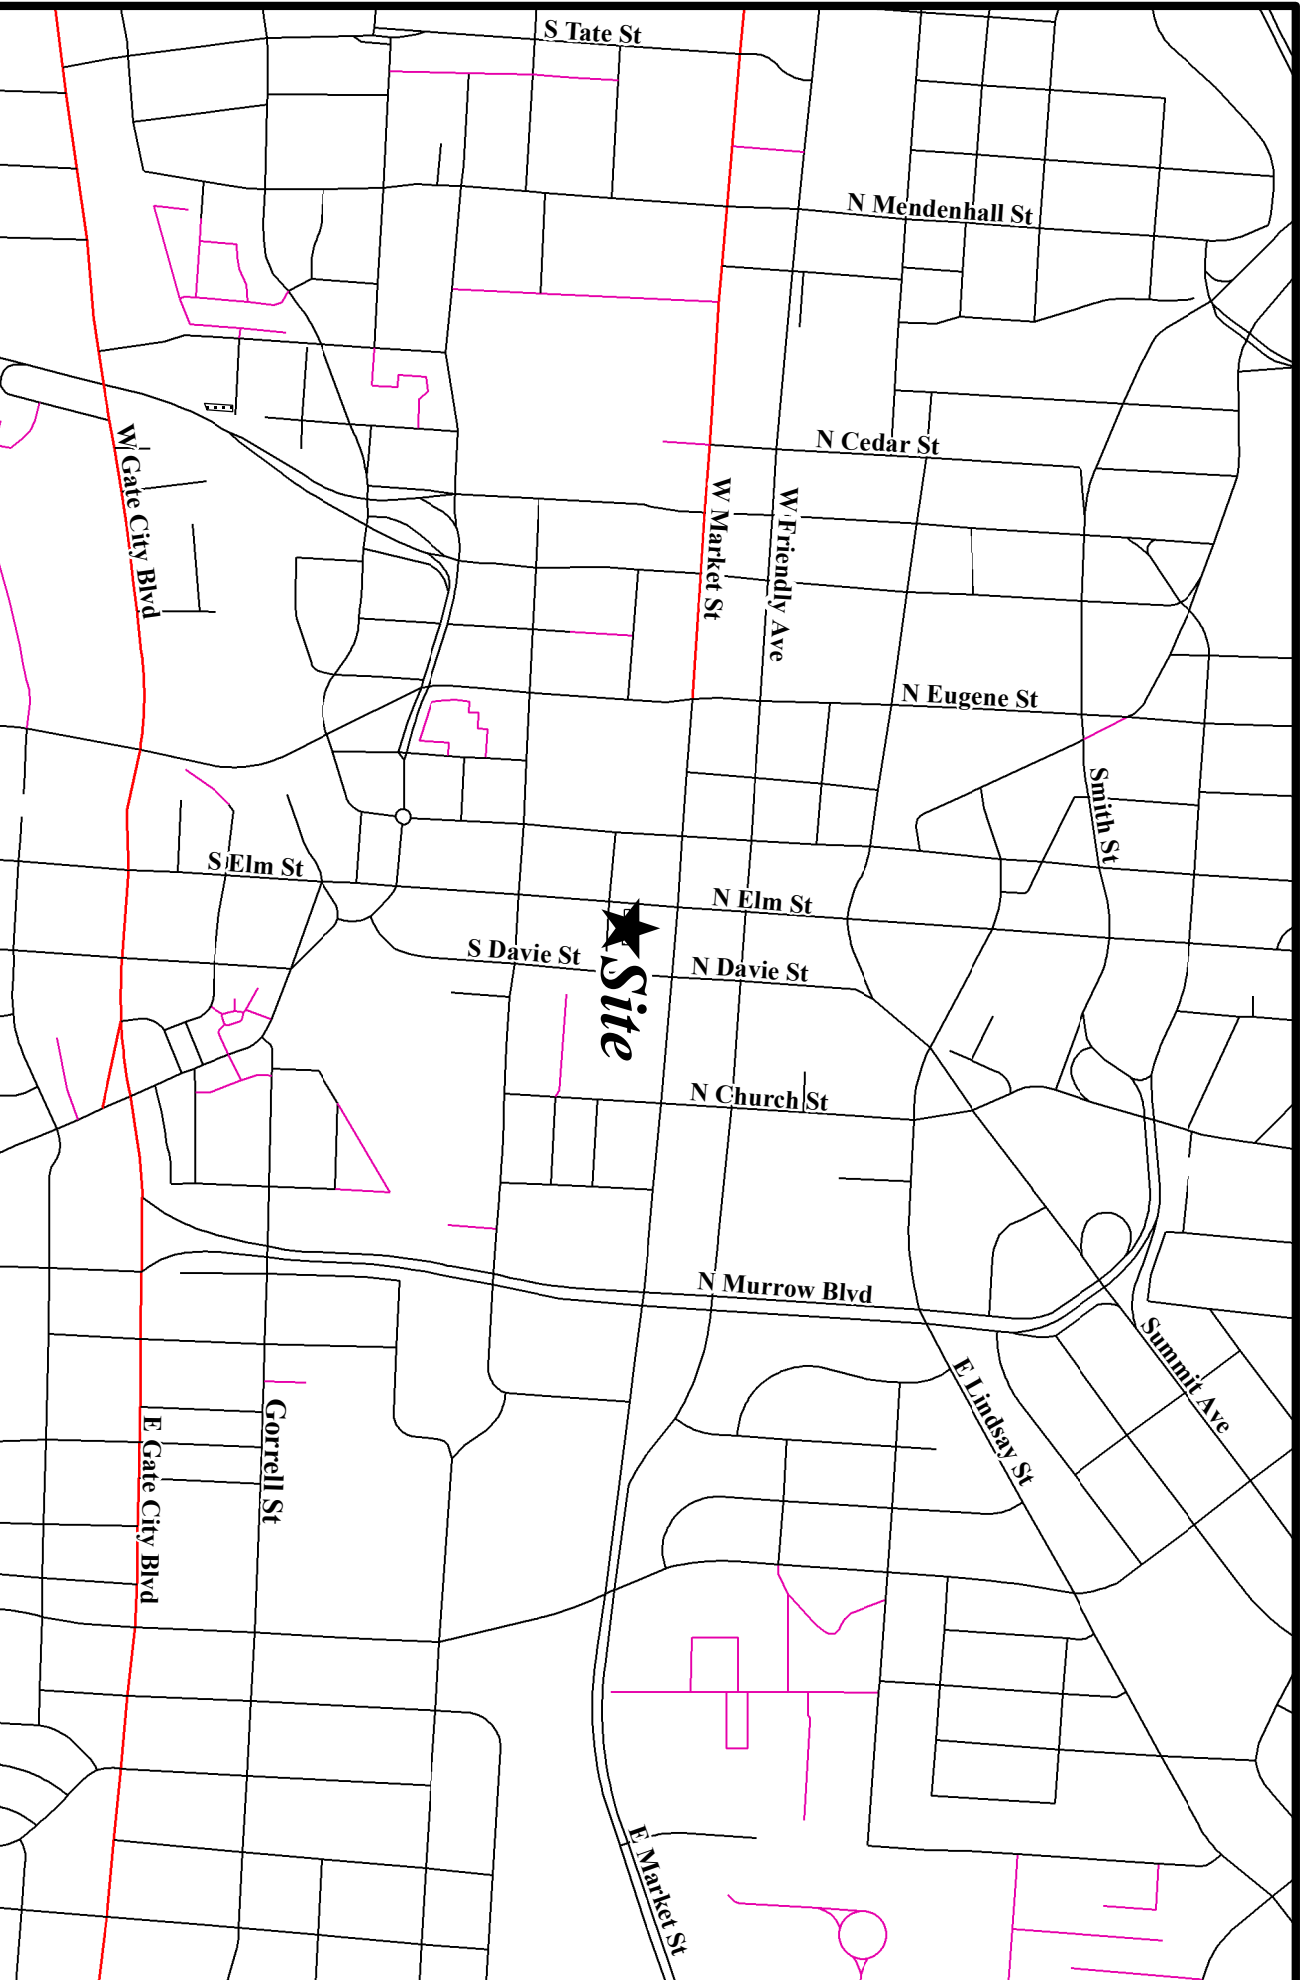 S Tate St
N Mendenhall St
N Cedar St
W Gate City Blvd
W Market St
W Friendly Ave
N Eugene St
Smith St
S Elm St
N Elm St
S Davie St
N Davie St
Site
N Church St
N Murrow Blvd
Summit Ave
E Lindsay St
Gorrell St
E Gate City Blvd
E Market St